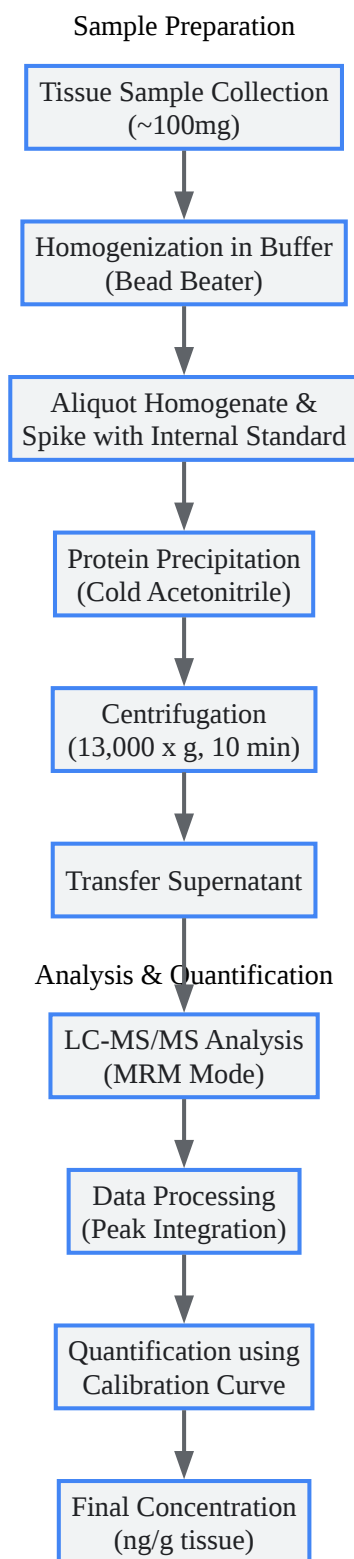 Sample Preparation
Tissue Sample Collection
(~100mg)
Homogenization in Buffer
(Bead Beater)
Aliquot Homogenate &
Spike with Internal Standard
Protein Precipitation
(Cold Acetonitrile)
Centrifugation
(13,000 x g, 10 min)
Transfer Supernatant
Analysis & Quantification
LC-MS/MS Analysis
(MRM Mode)
Data Processing
(Peak Integration)
Quantification using
Calibration Curve
Final Concentration
(ng/g tissue)